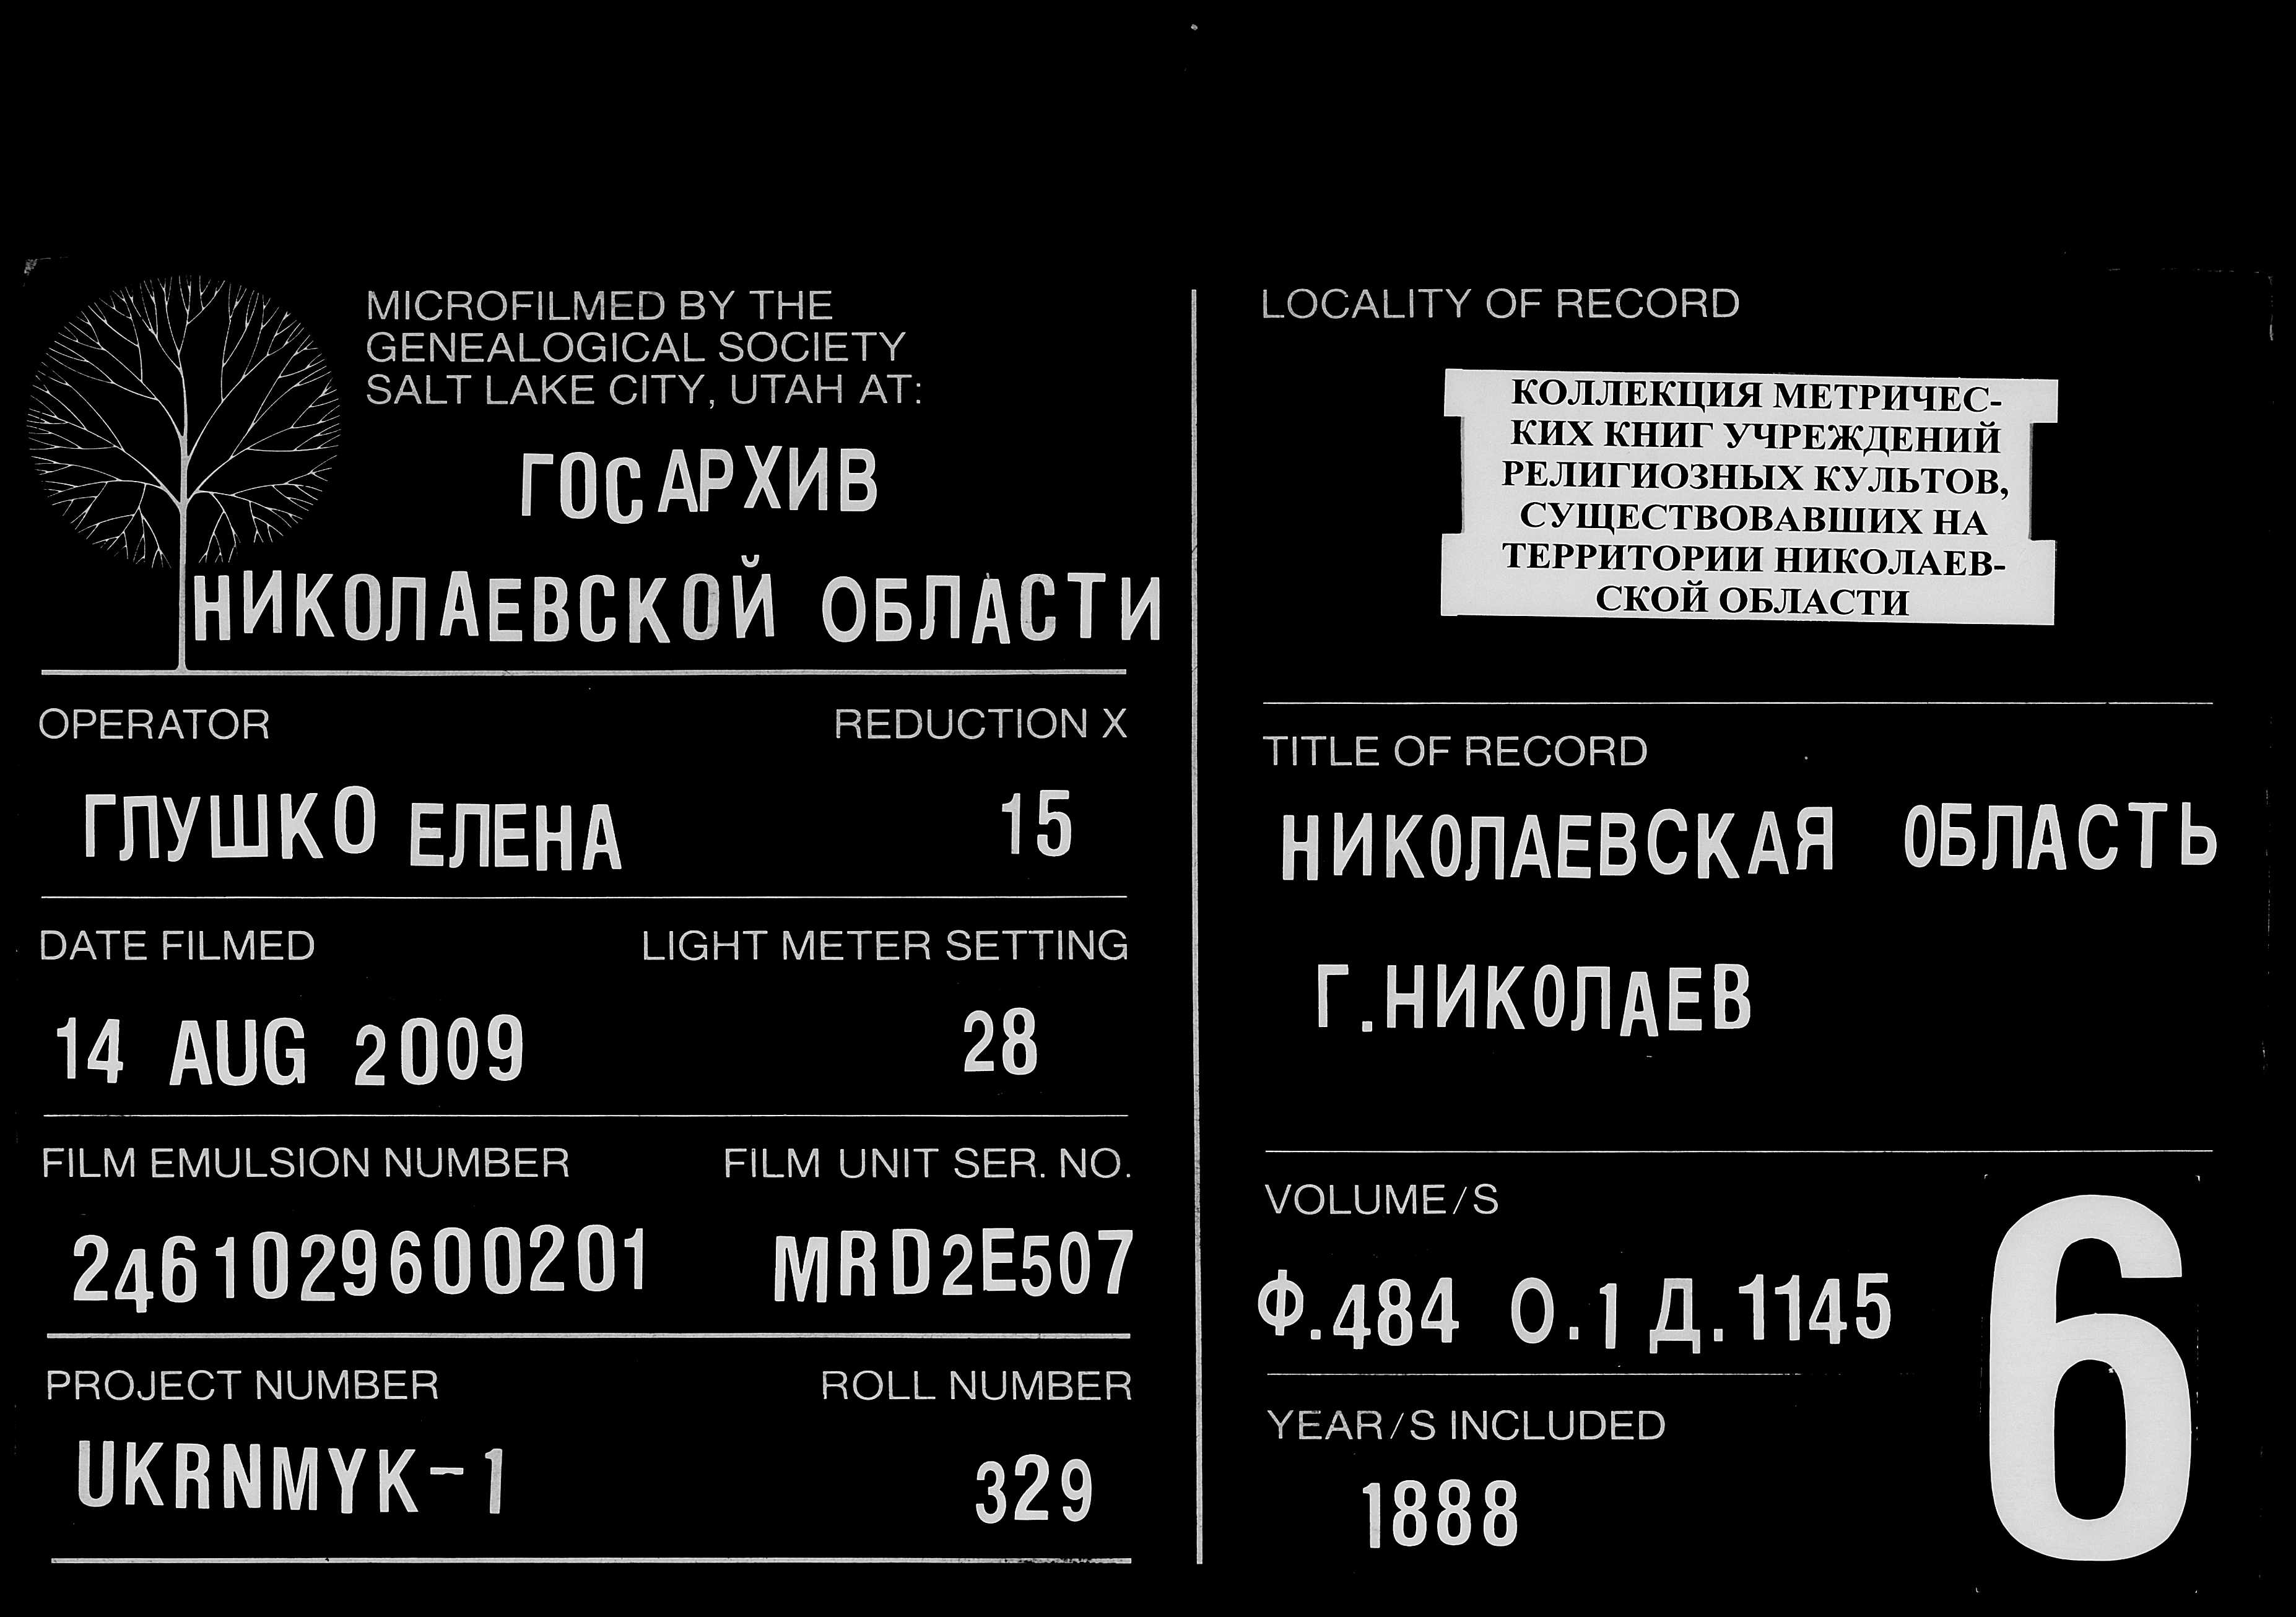 MICROFILMED BY THE
GENEALOGICAL SOCIETY
SALT LAKE CITY, UTAH AT:
ГОСАРХИВ
НИКОЛАЕВСКОЙ ОБЛАСТИ
OPERATOR REDUCTION X
ГЛУШКО ЕЛЕНА 15
DATE FILMED LIGHT METER SETTING
14 AUG 2009 28
FILM EMULSION NUMBER FILM UNIT SER. NO.
2461029600201 MRD2E507
PROJECT NUMBER ROLL NUMBER
UKRNMYK-1 329
LOCALITY OF RECORD
КОЛЛЕКЦИЯ МЕТРИЧЕС-
КИХ КНИГ УЧРЕЖДЕНИЙ
РЕЛИГИОЗНЫХ КУЛЬТОВ,
СУЩЕСТВОВАВШИХ НА
ТЕРРИТОРИИ НИКОЛАЕВ-
СКОЙ ОБЛАСТИ
TITLE OF RECORD
НИКОЛАЕВСКАЯ ОБЛАСТЬ
Г.НИКОЛАЕВ
VOLUME/S
Ф.484 О.1 Д.1145
YEAR/S INCLUDED
1888
6